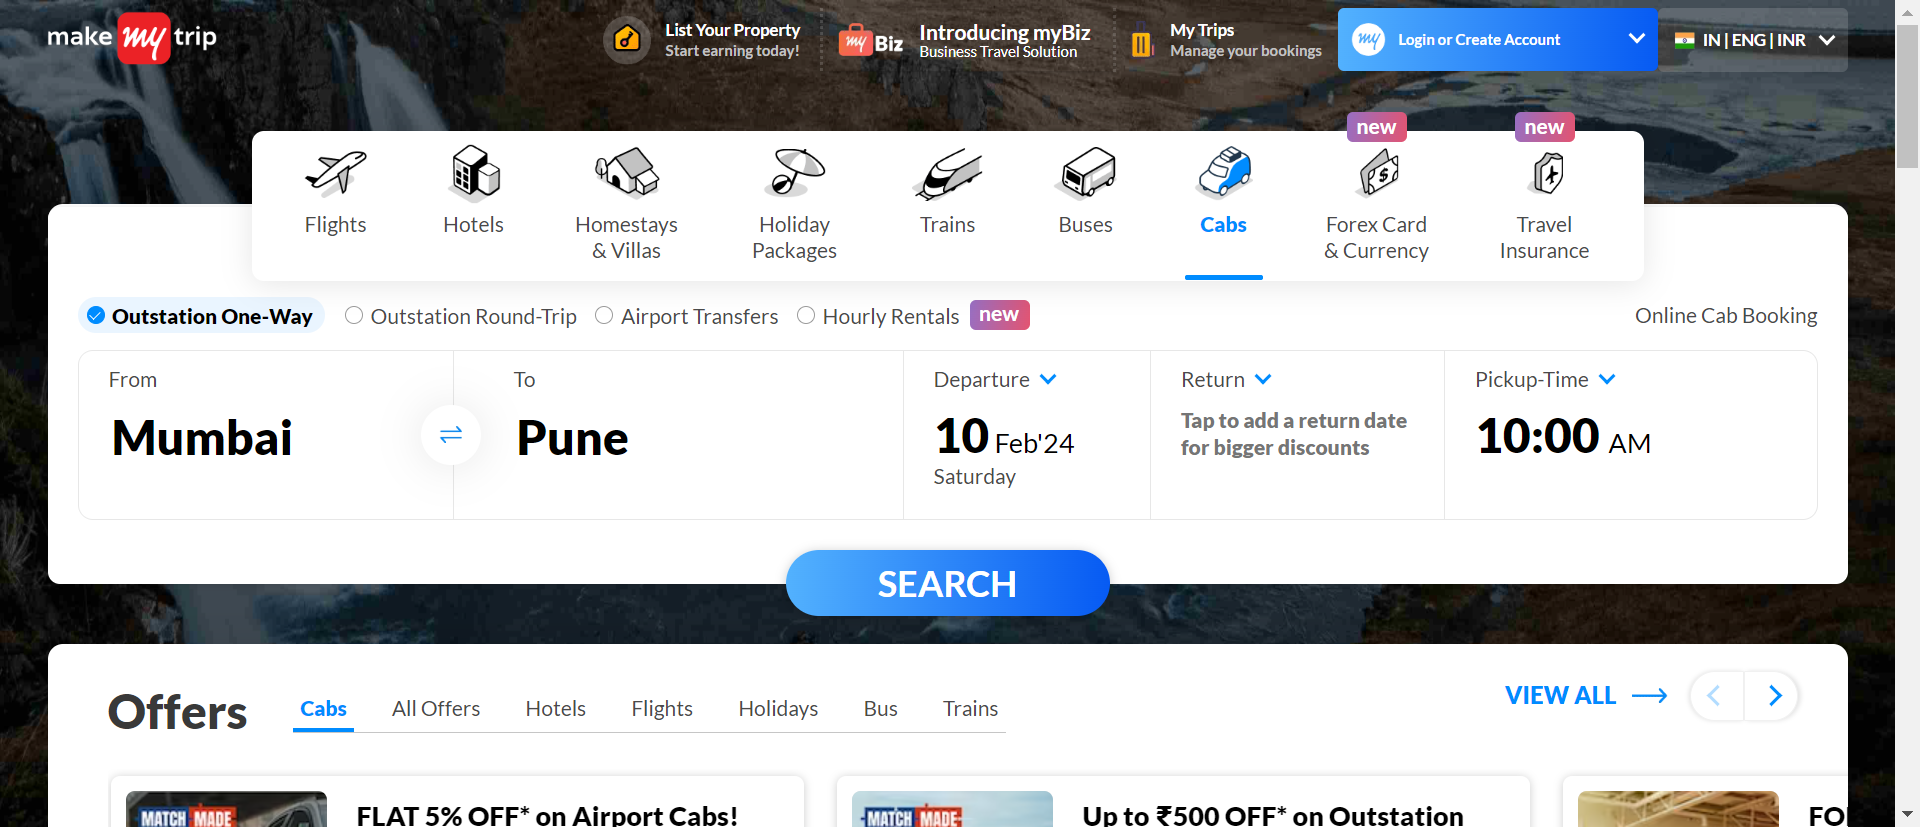 make my trip
List Your Property
Start earning today!
my Biz
Introducing myBiz
Business Travel Solution
My Trips
Manage your bookings
my
Login or Create Account
IN | ENG | INR
new
new
Flights
Hotels
Homestays
& Villas
Holiday
Packages
Trains
Buses
Cabs
Forex Card
& Currency
Travel
Insurance
Outstation One-Way
Outstation Round-Trip
Airport Transfers
Hourly Rentals
new
Online Cab Booking
From
Mumbai
To
Pune
Departure
10 Feb'24
Saturday
Return
Tap to add a return date
for bigger discounts
Pickup-Time
10:00 AM
SEARCH
Offers
Cabs
All Offers
Hotels
Flights
Holidays
Bus
Trains
VIEW ALL
MATCH MADE
FLAT 5% OFF* on Airport Cabs!
MATCH MADE
Up to ₹500 OFF* on Outstation
FO